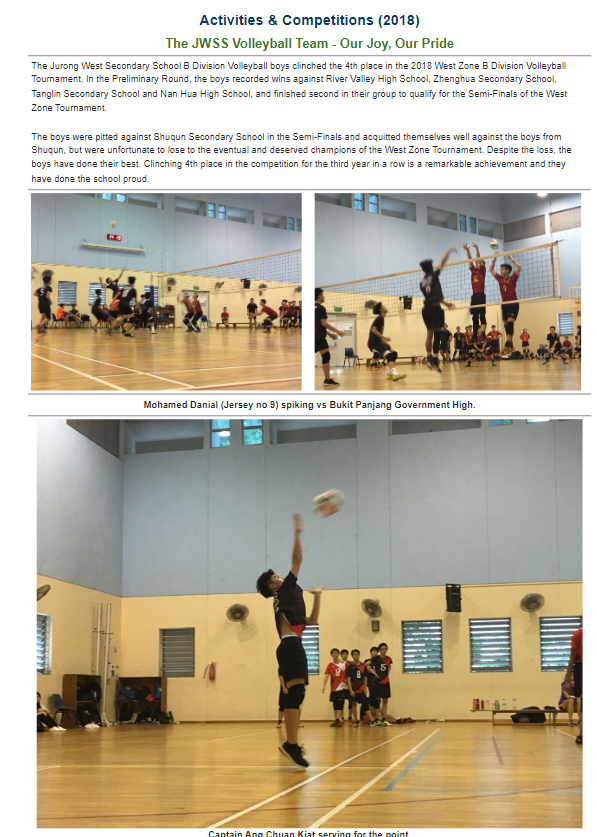 Activities & Competitions (2018)
The JWSS Volleyball Team - Our Joy, Our Pride
The Jurong West Secondary School B Division Volleyball boys clinched the 4th place in the 2018 West Zone B Division Volleyball
Tournament. In the Preliminary Round, the boys recorded wins against River Valley High School, Zhenghua Secondary School,
Tanglin Secondary School and Nan Hua High School, and finished second in their group to qualify for the Semi-Finals of the West
Zone Tournament.
The boys were pitted against Shuqun Secondary School in the Semi-Finals and acquitted themselves well against the boys from
Shuqun, but were unfortunate to lose to the eventual and deserved champions of the West Zone Tournament. Despite the loss, the
boys have done their best. Clinching 4th place in the competition for the third year in a row is a remarkable achievement and they
have done the school proud.
Mohamed Danial (Jersey no 9) spiking vs Bukit Panjang Government High.
Captain Ang Chuan Kiat serving for the point